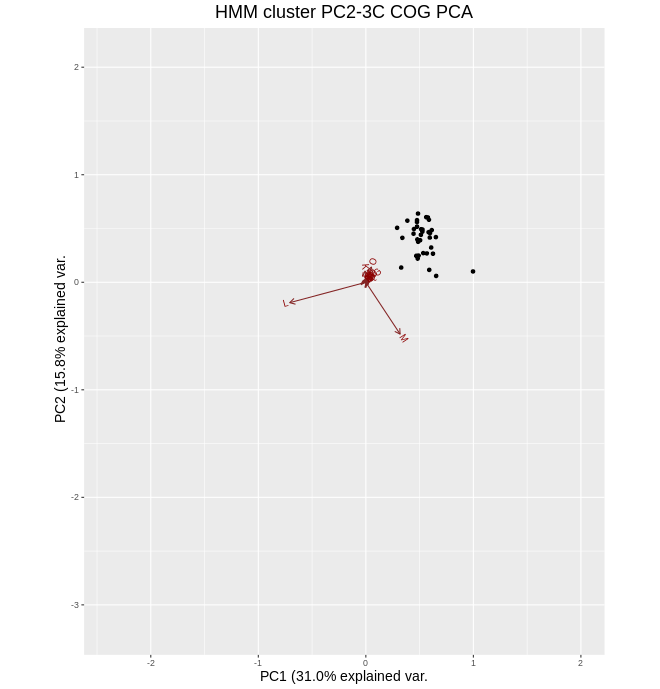 HMM cluster PC2-3C COG PCA
2
1
0
-1
-2
-3
PC2 (15.8% explained var.
L
M
-2
-1
0
1
2
PC1 (31.0% explained var.